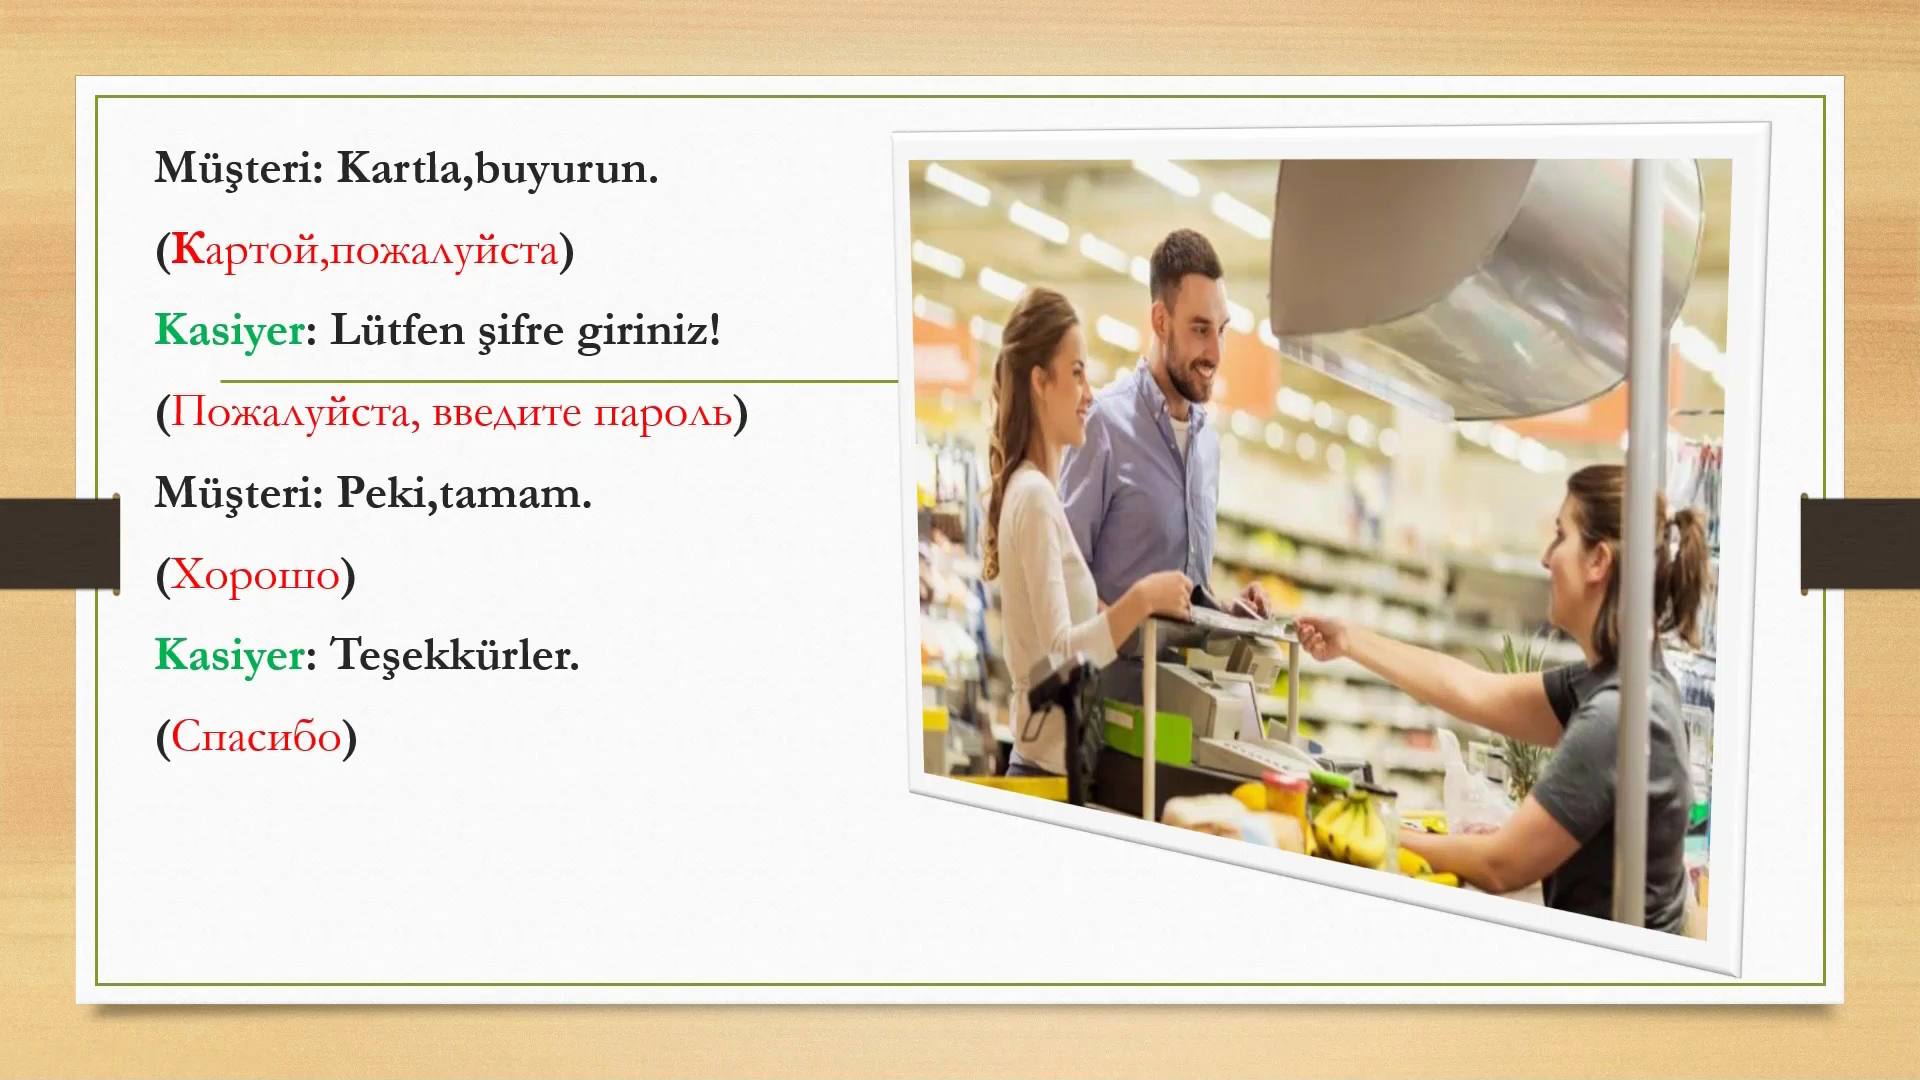 Müşteri: Kartla,buyurun.
(Картой,пожалуйста)
Kasiyer: Lütfen şifre giriniz!
(Пожалуйста, введите пароль)
Müşteri: Peki,tamam.
(Хорошо)
Kasiyer: Teşekkürler.
(Спасибо)